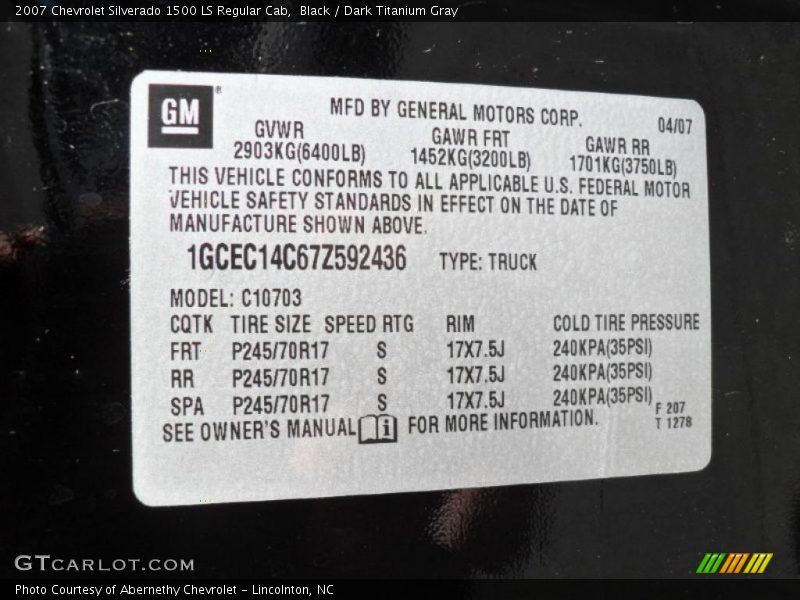 2007 Chevrolet Silverado 1500 LS Regular Cab, Black / Dark Titanium Gray
GM®
MFD BY GENERAL MOTORS CORP. 04/07
GVWR GAWR FRT GAWR RR
2903KG(6400LB) 1452KG(3200LB) 1701KG(3750LB)
THIS VEHICLE CONFORMS TO ALL APPLICABLE U.S. FEDERAL MOTOR
VEHICLE SAFETY STANDARDS IN EFFECT ON THE DATE OF
MANUFACTURE SHOWN ABOVE.
1GCEC14C67Z592436 TYPE: TRUCK
MODEL: C10703
CQTK TIRE SIZE SPEED RTG RIM COLD TIRE PRESSURE
FRT P245/70R17 S 17X7.5J 240KPA(35PSI)
RR P245/70R17 S 17X7.5J 240KPA(35PSI)
SPA P245/70R17 S 17X7.5J 240KPA(35PSI)
SEE OWNER'S MANUAL i FOR MORE INFORMATION.
F 207
T 1278
GTCARLOT.COM
Photo Courtesy of Abernethy Chevrolet - Lincolnton, NC